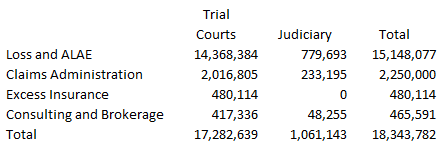 Trial
Courts Judiciary Total
Loss and ALAE 14,368,384 779,693 15,148,077
Claims Administration 2,016,805 233,195 2,250,000
Excess Insurance 480,114 0 480,114
Consulting and Brokerage 417,336 48,255 465,591
Total 17,282,639 1,061,143 18,343,782